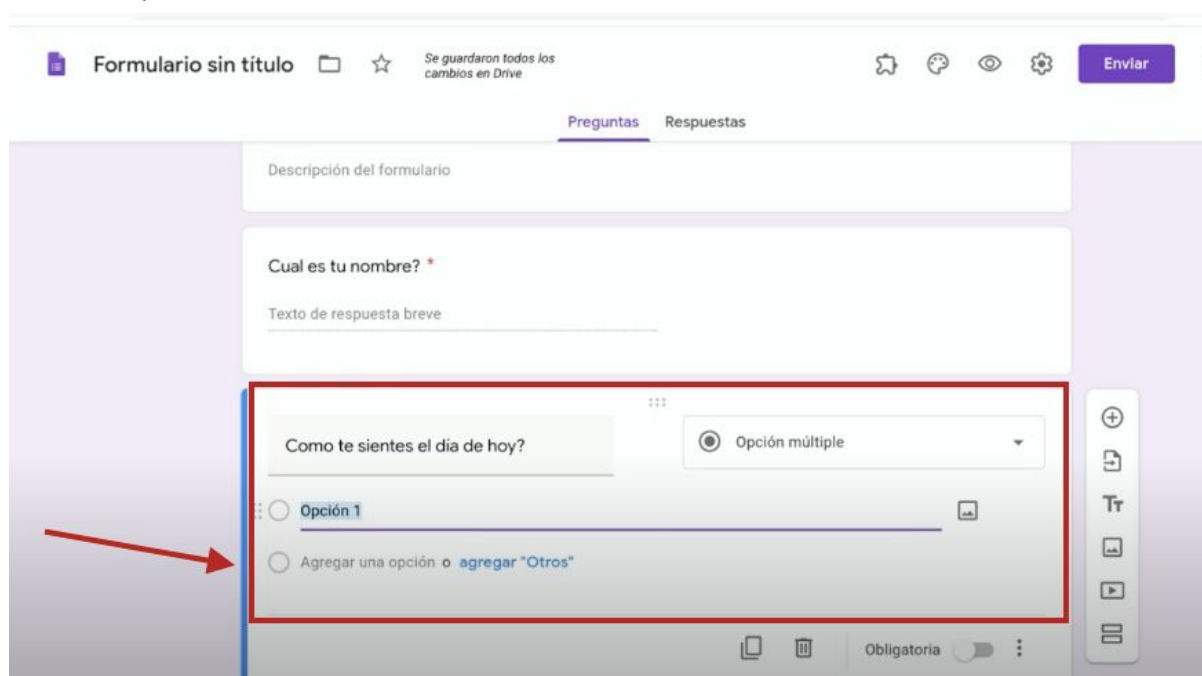 Formulario sin título
Se guardaron todos los
cambios en Drive
Enviar
Preguntas Respuestas
Descripción del formulario
Cual es tu nombre? *
Texto de respuesta breve
Como te sientes el día de hoy?
Opción múltiple
Opción 1
Agregar una opción o agregar "Otros"
Obligatoria
Tт